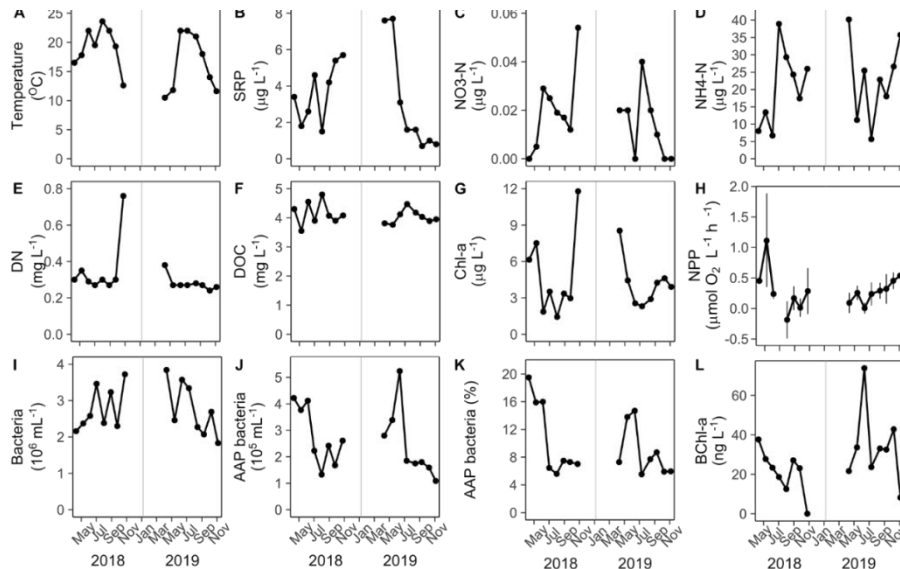 A
Temperature
(°C)
25
20
15
10
5
0
B
SRP
(µg L⁻¹)
8
6
4
2
0
C
NO3-N
(µg L⁻¹)
0.06
0.04
0.02
0.00
D
NH4-N
(µg L⁻¹)
40
35
30
25
20
15
10
5
0
E
DN
(mg L⁻¹)
0.8
0.6
0.4
0.2
0.0
F
DOC
(mg L⁻¹)
5
4
3
2
1
0
G
Chl-a
(µg L⁻¹)
12
9
6
3
0
H
NPP
(µmol O₂ L⁻¹ h⁻¹)
2.0
1.5
1.0
0.5
0.0
-0.5
I
Bacteria
(10⁶ mL⁻¹)
4
3
2
1
0
May Jul Sep Nov Jan Mar May Jul Sep Nov
2018 2019
J
AAP bacteria
(10⁵ mL⁻¹)
6
5
4
3
2
1
0
May Jul Sep Nov Jan Mar May Jul Sep Nov
2018 2019
K
AAP bacteria (%)
20
16
12
8
4
0
May Jul Sep Nov Jan Mar May Jul Sep Nov
2018 2019
L
BChl-a
(ng L⁻¹)
60
40
20
0
May Jul Sep Nov Jan Mar May Jul Sep Nov
2018 2019